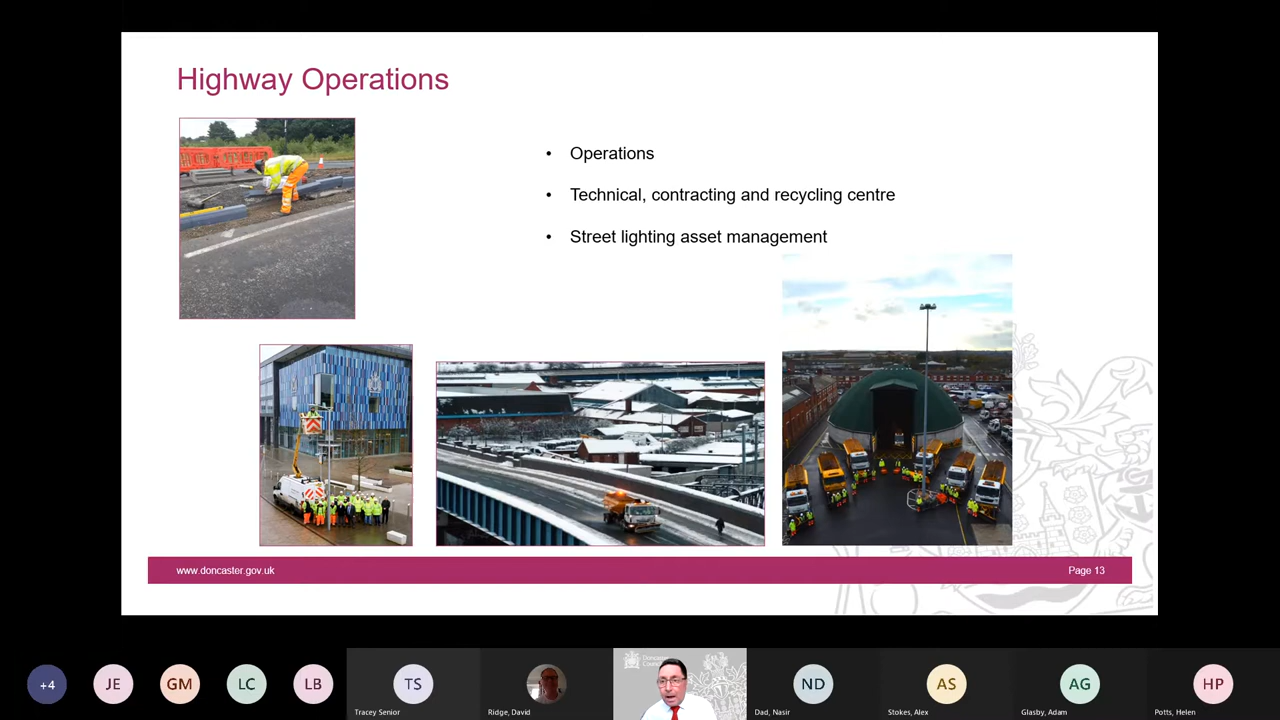 Highway Operations
• Operations
• Technical, contracting and recycling centre
• Street lighting asset management
www.doncaster.gov.uk
Page 13
+4
JE
GM
LC
LB
TS
Tracey Senior
Ridge, David
Doncaster
Council
ND
Dad, Nasir
AS
Stokes, Alex
AG
Glasby, Adam
HP
Potts, Helen